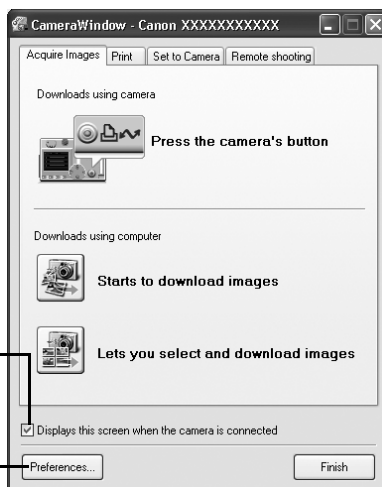 CameraWindow - Canon XXXXXXXXXXX
Acquire Images Print Set to Camera Remote shooting
Downloads using camera
Press the camera's button
Downloads using computer
Starts to download images
Lets you select and download images
Displays this screen when the camera is connected
Preferences... Finish